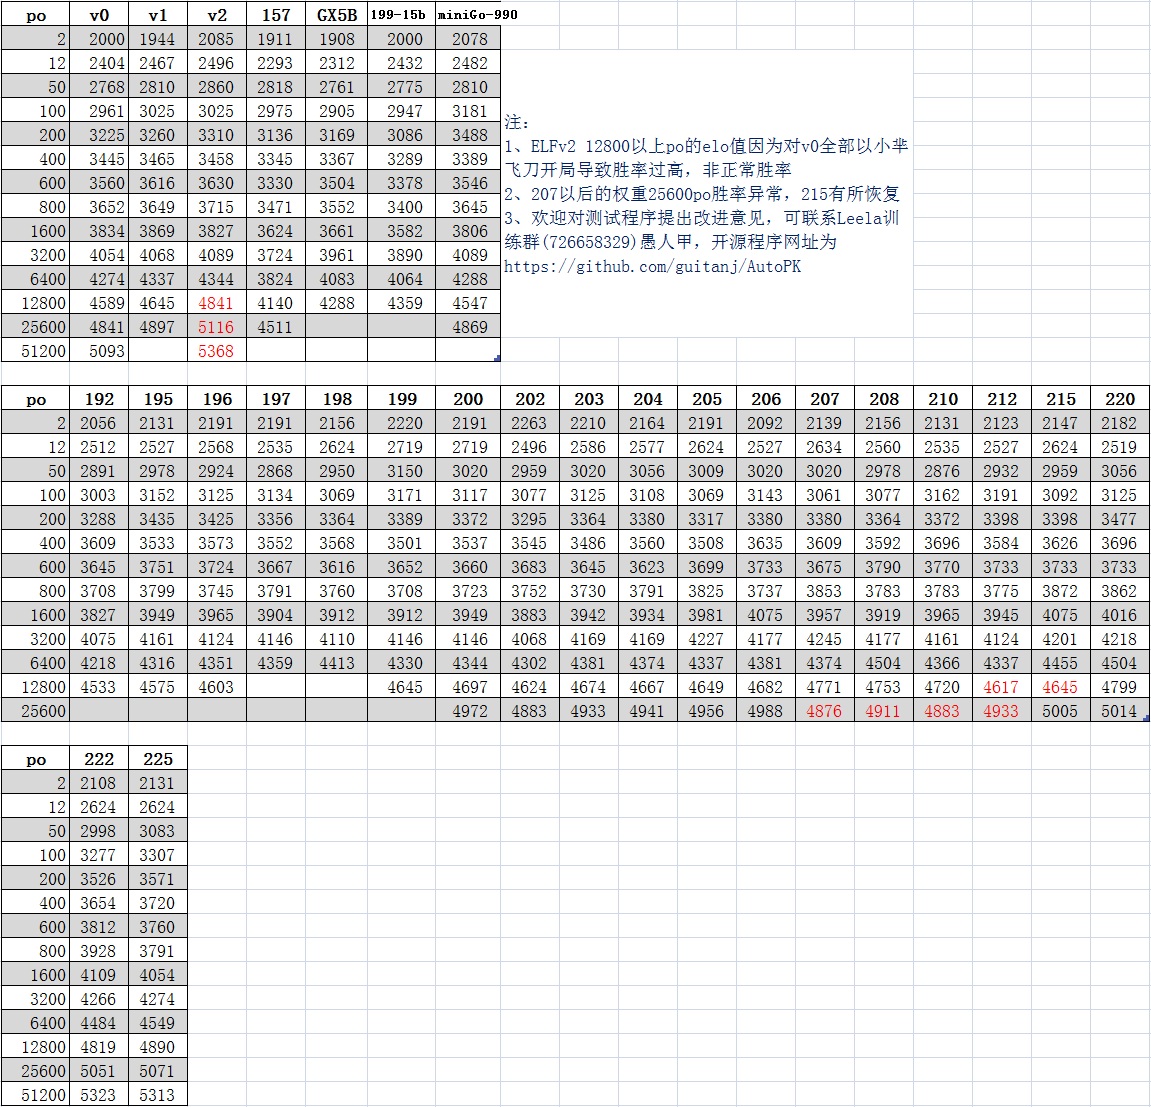 po v0 v1 v2 157 GX5B 199-15b miniGo-990
2 2000 1944 2085 1911 1908 2000 2078
12 2404 2467 2496 2293 2312 2432 2482
50 2768 2810 2860 2818 2761 2775 2810
100 2961 3025 3025 2975 2905 2947 3181
200 3225 3260 3310 3136 3169 3086 3488
400 3445 3465 3458 3345 3367 3289 3389
600 3560 3616 3630 3330 3504 3378 3546
800 3652 3649 3715 3471 3552 3400 3645
1600 3834 3869 3827 3624 3661 3582 3806
3200 4054 4068 4089 3724 3961 3890 4089
6400 4274 4337 4344 3824 4083 4064 4288
12800 4589 4645 4841 4140 4288 4359 4547
25600 4841 4897 5116 4511 4869
51200 5093 5368
注:
1、ELFv2 12800以上po的elo值因为对v0全部以小芈
飞刀开局导致胜率过高，非正常胜率
2、207以后的权重25600po胜率异常，215有所恢复
3、欢迎对测试程序提出改进意见，可联系Leela训
练群(726658329)愚人甲，开源程序网址为
https://github.com/guitanj/AutoPK
po 192 195 196 197 198 199 200 202 203 204 205 206 207 208 210 212 215 220
2 2056 2131 2191 2191 2156 2220 2191 2263 2210 2164 2191 2092 2139 2156 2131 2123 2147 2182
12 2512 2527 2568 2535 2624 2719 2719 2496 2586 2577 2624 2527 2634 2560 2535 2527 2624 2519
50 2891 2978 2924 2868 2950 3150 3020 2959 3020 3056 3009 3020 3020 2978 2876 2932 2959 3056
100 3003 3152 3125 3134 3069 3171 3117 3077 3125 3108 3069 3143 3061 3077 3162 3191 3092 3125
200 3288 3435 3425 3356 3364 3389 3372 3295 3364 3380 3317 3380 3380 3364 3372 3398 3398 3477
400 3609 3533 3573 3552 3568 3501 3537 3545 3486 3560 3508 3635 3609 3592 3696 3584 3626 3696
600 3645 3751 3724 3667 3616 3652 3660 3683 3645 3623 3699 3733 3675 3790 3770 3733 3733 3733
800 3708 3799 3745 3791 3760 3708 3723 3752 3730 3791 3825 3737 3853 3783 3783 3775 3872 3862
1600 3827 3949 3965 3904 3912 3912 3949 3883 3942 3934 3981 4075 3957 3919 3965 3945 4075 4016
3200 4075 4161 4124 4146 4110 4146 4146 4068 4169 4169 4227 4177 4245 4177 4161 4124 4201 4218
6400 4218 4316 4351 4359 4413 4330 4344 4302 4381 4374 4337 4381 4374 4504 4366 4337 4455 4504
12800 4533 4575 4603 4645 4697 4624 4674 4667 4649 4682 4771 4753 4720 4617 4645 4799
25600 4972 4883 4933 4941 4956 4988 4876 4911 4883 4933 5005 5014
po 222 225
2 2108 2131
12 2624 2624
50 2998 3083
100 3277 3307
200 3526 3571
400 3654 3720
600 3812 3760
800 3928 3791
1600 4109 4054
3200 4266 4274
6400 4484 4549
12800 4819 4890
25600 5051 5071
51200 5323 5313